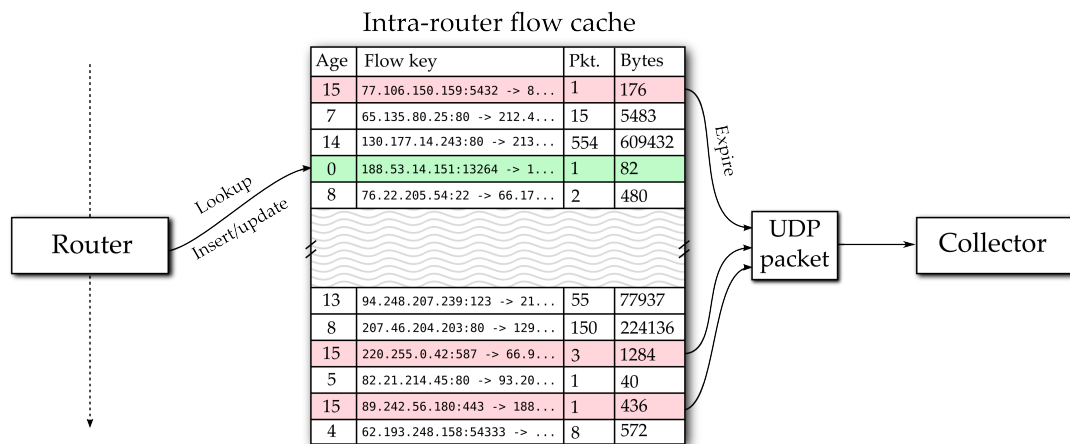 Intra-router flow cache
Age Flow key Pkt. Bytes
15 77.106.150.159:5432 -> 8... 1 176
7 65.135.80.25:80 -> 212.4... 15 5483
14 130.177.14.243:80 -> 213... 554 609432
0 188.53.14.151:13264 -> 1... 1 82
8 76.22.205.54:22 -> 66.17... 2 480
Expire
Lookup
Insert/update
Router
UDP
packet
Collector
13 94.248.207.239:123 -> 21... 55 77937
8 207.46.204.203:80 -> 129... 150 224136
15 220.255.0.42:587 -> 66.9... 3 1284
5 82.21.214.45:80 -> 93.20... 1 40
15 89.242.56.180:443 -> 188... 1 436
4 62.193.248.158:54333 -> ... 8 572